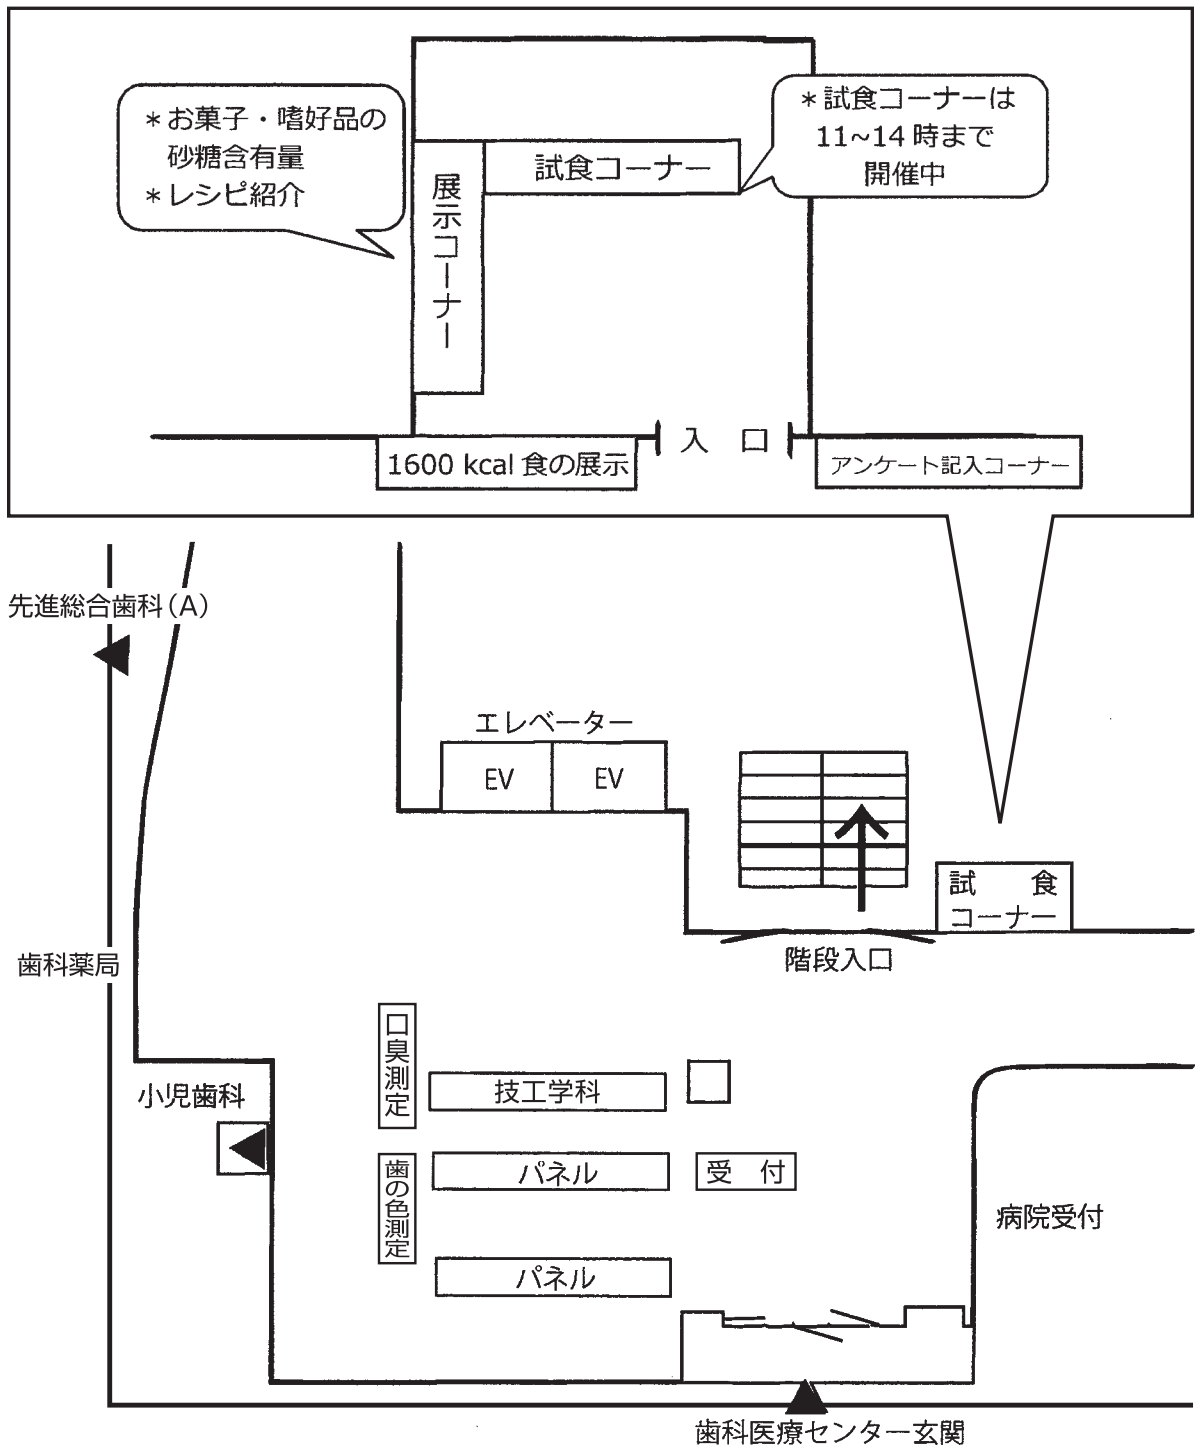 ＊お菓子・嗜好品の
砂糖含有量
＊レシピ紹介
＊試食コーナーは
11~14時まで
開催中
試食コーナー
展示コーナー
入　口
1600 kcal 食の展示
アンケート記入コーナー
先進総合歯科（A）
エレベーター
EV
EV
試　食
コーナー
階段入口
歯科薬局
口臭測定
技工学科
小児歯科
歯の色測定
パネル
受　付
病院受付
パネル
歯科医療センター玄関